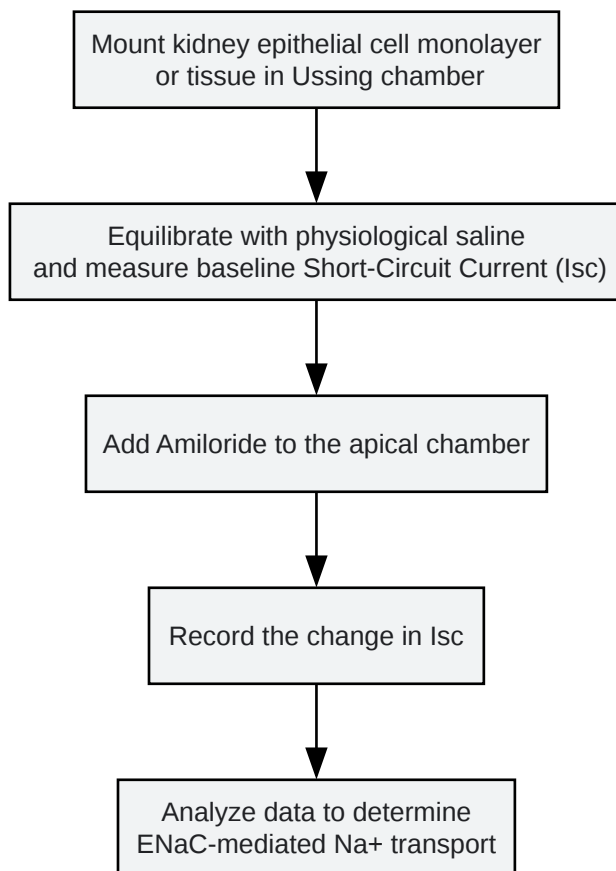 Mount kidney epithelial cell monolayer
or tissue in Ussing chamber
Equilibrate with physiological saline
and measure baseline Short-Circuit Current (Isc)
Add Amiloride to the apical chamber
Record the change in Isc
Analyze data to determine
ENaC-mediated Na+ transport